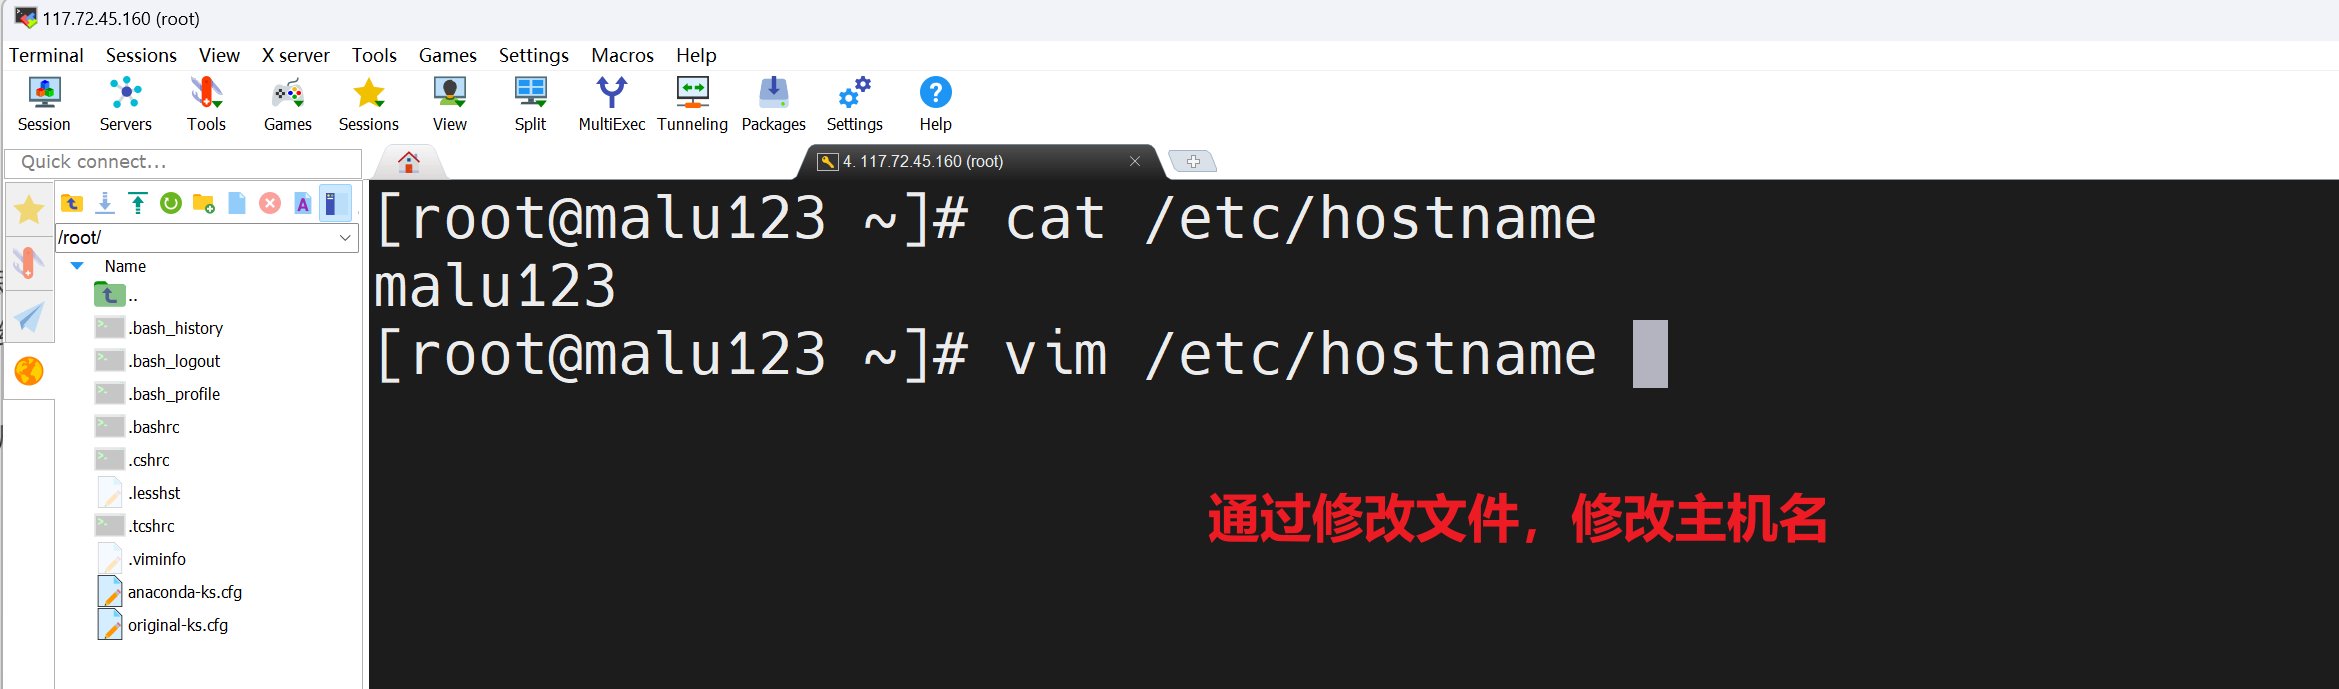 117.72.45.160 (root)
Terminal Sessions View X server Tools Games Settings Macros Help
Session Servers Tools Games Sessions View Split MultiExec Tunneling Packages Settings Help
Quick connect...
4. 117.72.45.160 (root)
/root/
Name
..
.bash_history
.bash_logout
.bash_profile
.bashrc
.cshrc
.lesshst
.tcshrc
.viminfo
anaconda-ks.cfg
original-ks.cfg
[root@malu123 ~]# cat /etc/hostname
malu123
[root@malu123 ~]# vim /etc/hostname
通过修改文件，修改主机名